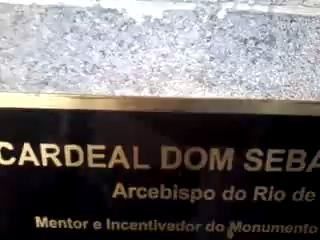 CARDEAL DOM SEBA
Arcebispo do Rio de
Mentor e Incentivador do Monumento